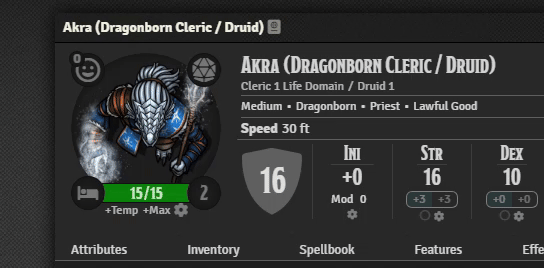 Akra (Dragonborn Cleric / Druid)
0
Akra (Dragonborn Cleric / Druid)
Cleric 1 Life Domain / Druid 1
Medium • Dragonborn • Priest • Lawful Good
Speed 30 ft
16
Ini
Str
Dex
+0
16
10
Mod 0
+3 +3
+0 +0
15/15
2
+Temp +Max
Attributes
Inventory
Spellbook
Features
Effe